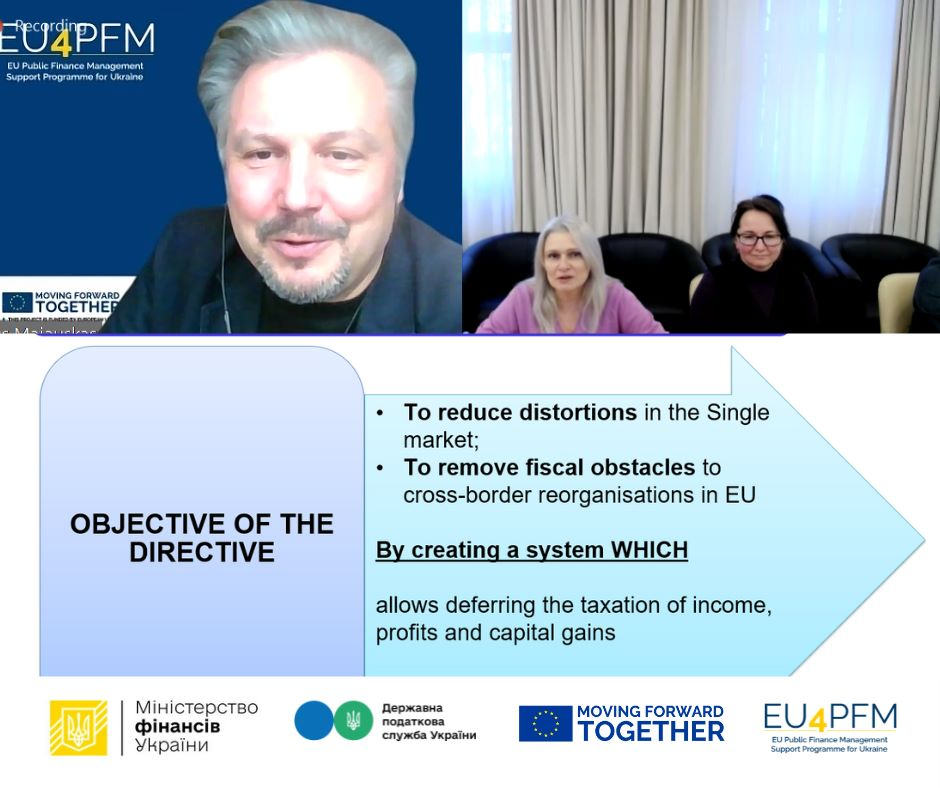 Recording
EU4PFM
EU Public Finance Management
Support Programme for Ukraine
MOVING FORWARD
TOGETHER
Majauskas
OBJECTIVE OF THE
DIRECTIVE
• To reduce distortions in the Single
market;
• To remove fiscal obstacles to
cross-border reorganisations in EU
By creating a system WHICH
allows deferring the taxation of income,
profits and capital gains
Міністерство
фінансів
України
Державна
податкова
служба України
MOVING FORWARD
TOGETHER
EU4PFM
EU Public Finance Management
Support Programme for Ukraine